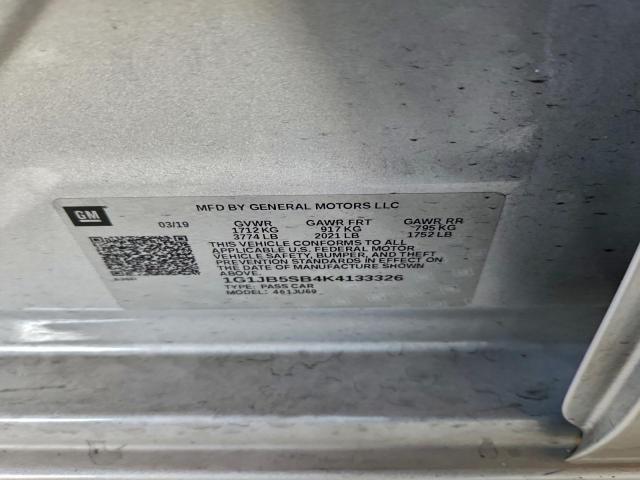 GM
MFD BY GENERAL MOTORS LLC
03/19 GVWR GAWR FRT GAWR RR
1712 KG 917 KG 795 KG
3774 LB 2021 LB 1752 LB
THIS VEHICLE CONFORMS TO ALL
APPLICABLE U.S. FEDERAL MOTOR
VEHICLE SAFETY, BUMPER, AND THEFT
PREVENTION STANDARDS IN EFFECT ON
THE DATE OF MANUFACTURE SHOWN
ABOVE.
1G1JB5SB4K4133326
TYPE: PASS CAR
MODEL: 4G1JU69